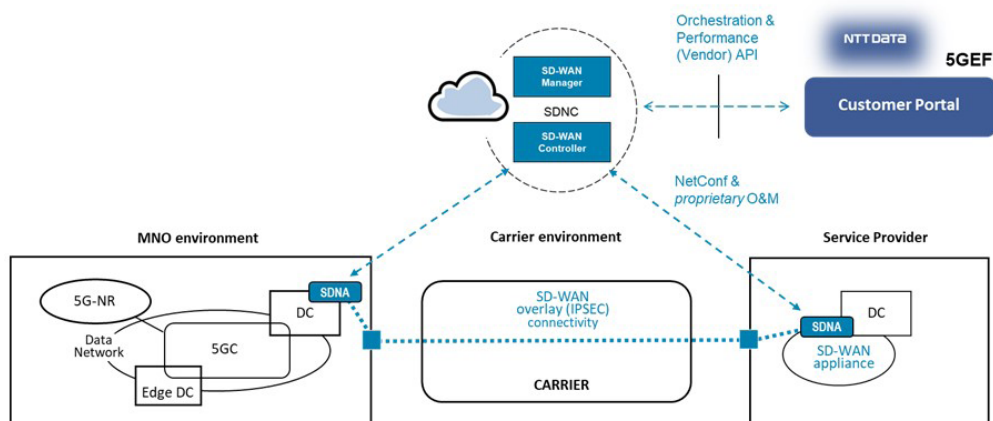 Orchestration &
Performance
(Vendor) API
NTT DATA
5GEF
Customer Portal
SD-WAN
Manager
SDNC
SD-WAN
Controller
NetConf &
proprietary O&M
MNO environment
Carrier environment
Service Provider
5G-NR
SDNA
DC
Data
Network
5GC
Edge DC
SD-WAN
overlay (IPSEC)
connectivity
CARRIER
DC
SDNA
SD-WAN
appliance